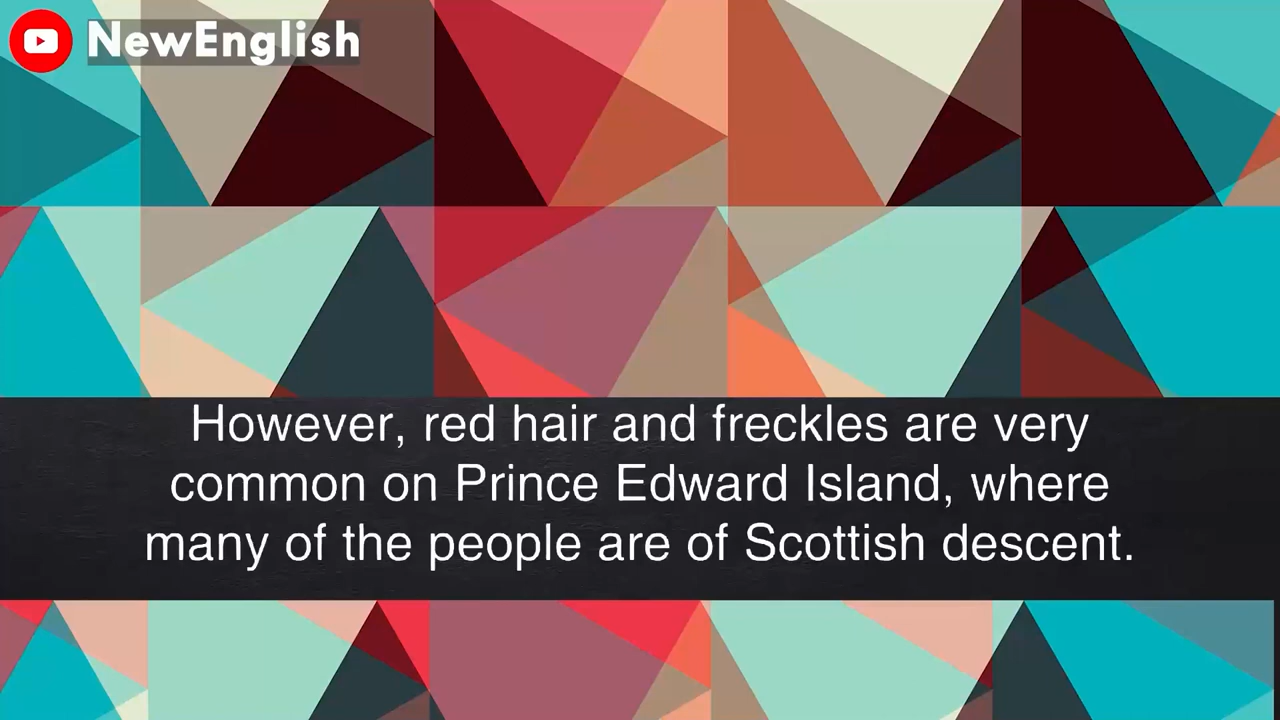 NewEnglish
However, red hair and freckles are very
common on Prince Edward Island, where
many of the people are of Scottish descent.